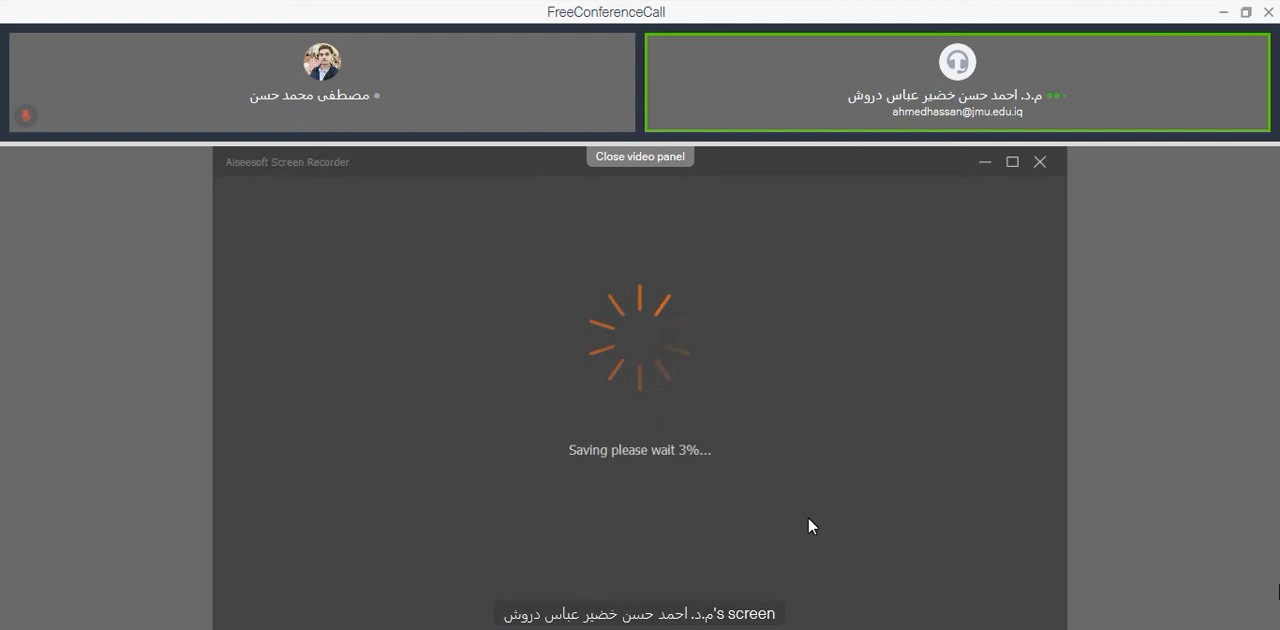 FreeConferenceCall
مصطفى محمد حسن
م.د. احمد حسن خضير عباس دروش
ahmedhassan@jmu.edu.iq
Close video panel
Aiseesoft Screen Recorder
Saving please wait 3%...
م.د. احمد حسن خضير عباس دروش's screen